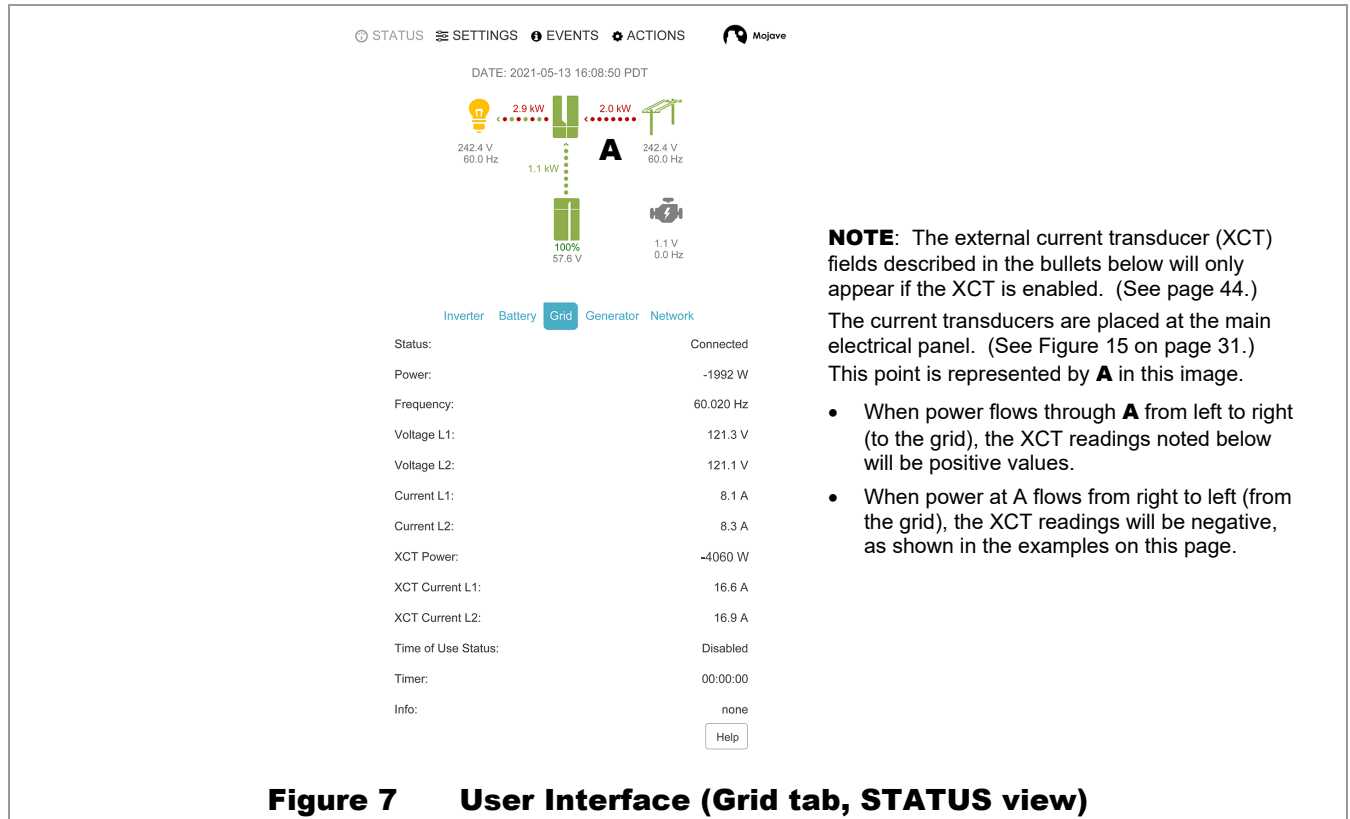 STATUS SETTINGS EVENTS ACTIONS Mojave
DATE: 2021-05-13 16:08:50 PDT
2.9 kW 2.0 kW
A
242.4 V 242.4 V
60.0 Hz 60.0 Hz
1.1 kW
100%
57.6 V
1.1 V
0.0 Hz
Inverter Battery Grid Generator Network
Status: Connected
Power: -1992 W
Frequency: 60.020 Hz
Voltage L1: 121.3 V
Voltage L2: 121.1 V
Current L1: 8.1 A
Current L2: 8.3 A
XCT Power: -4060 W
XCT Current L1: 16.6 A
XCT Current L2: 16.9 A
Time of Use Status: Disabled
Timer: 00:00:00
Info: none
Help
NOTE: The external current transducer (XCT)
fields described in the bullets below will only
appear if the XCT is enabled. (See page 44.)
The current transducers are placed at the main
electrical panel. (See Figure 15 on page 31.)
This point is represented by A in this image.
• When power flows through A from left to right
(to the grid), the XCT readings noted below
will be positive values.
• When power at A flows from right to left (from
the grid), the XCT readings will be negative,
as shown in the examples on this page.
Figure 7 User Interface (Grid tab, STATUS view)